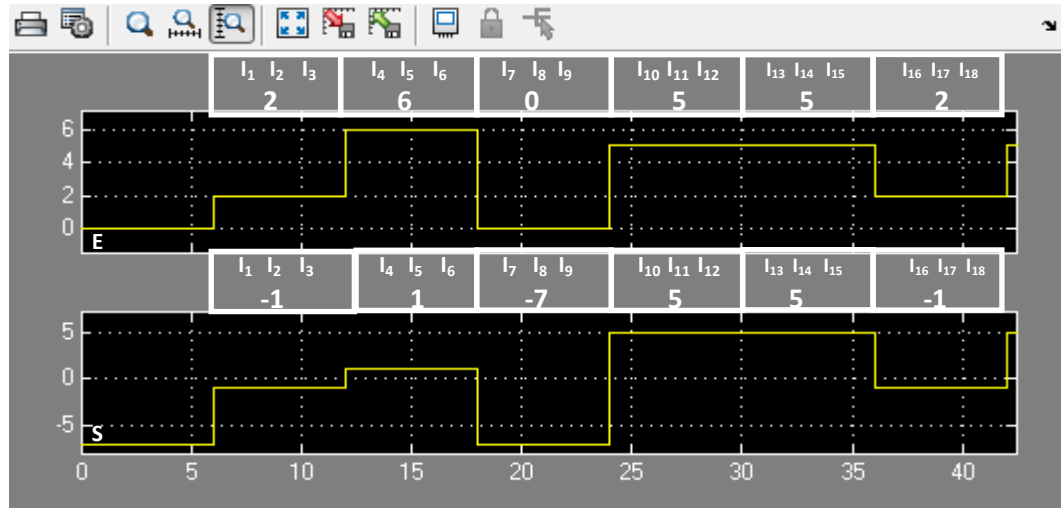 I₁ I₂ I₃ I₄ I₅ I₆ I₇ I₈ I₉ I₁₀ I₁₁ I₁₂ I₁₃ I₁₄ I₁₅ I₁₆ I₁₇ I₁₈
2 6 0 5 5 2
6
4
2
0
E
I₁ I₂ I₃ I₄ I₅ I₆ I₇ I₈ I₉ I₁₀ I₁₁ I₁₂ I₁₃ I₁₄ I₁₅ I₁₆ I₁₇ I₁₈
-1 1 -7 5 5 -1
5
0
-5
S
0 5 10 15 20 25 30 35 40